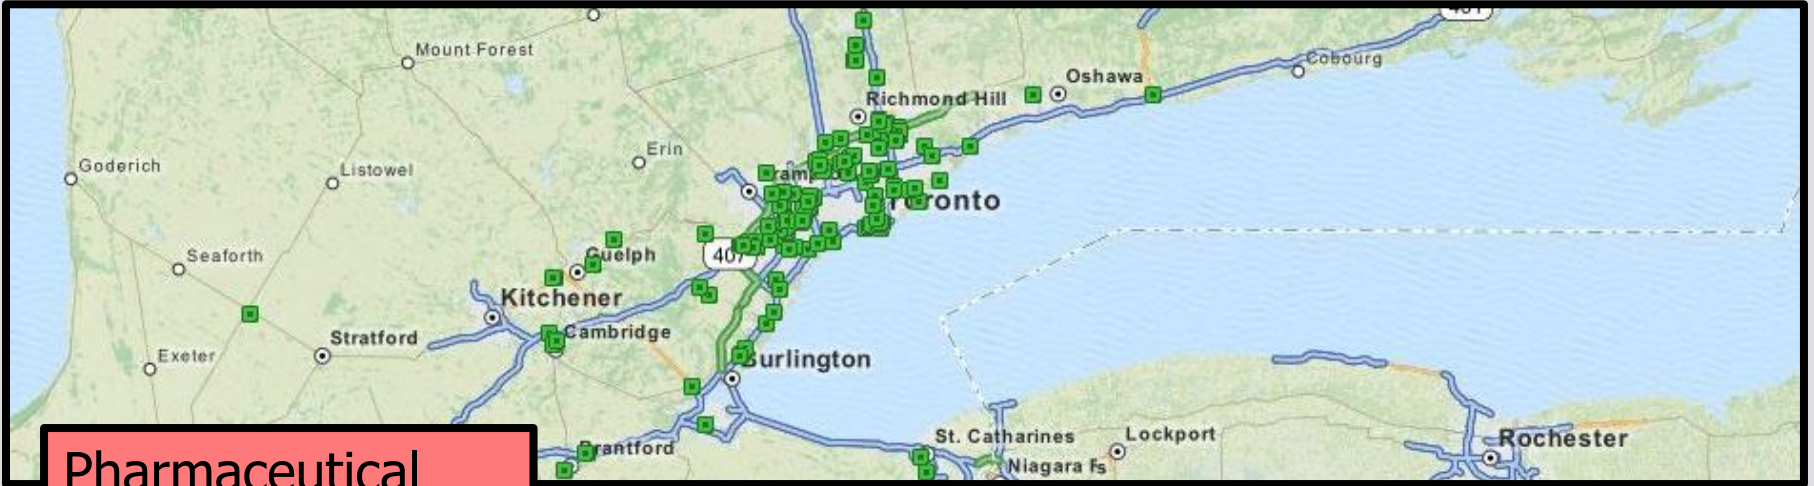 401
Mount Forest
Cobourg
Oshawa
Richmond Hill
Erin
Goderich
Listowel
Toronto
Seaforth
Guelph
407
Kitchener
Stratford
Cambridge
Exeter
Burlington
St. Catharines
Lockport
Rochester
Brantford
Niagara Fs
Pharmaceutical